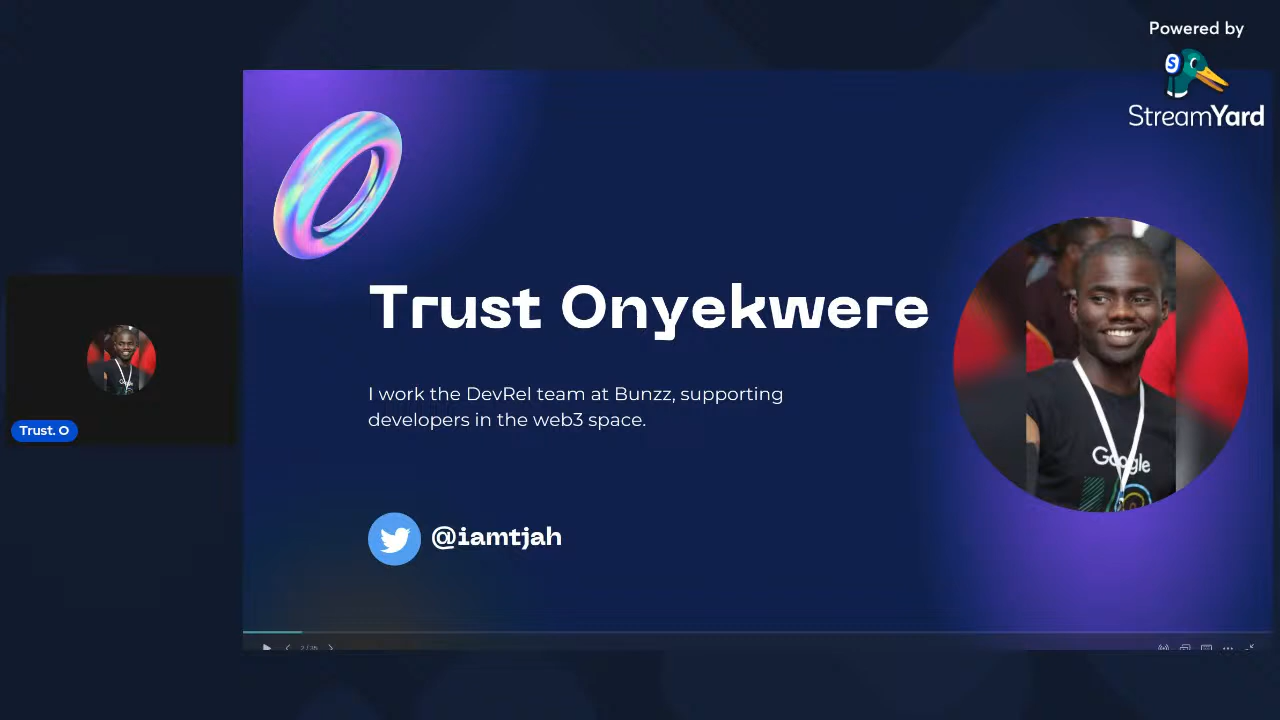 Powered by
StreamYard
Trust Onyekwere
I work the DevRel team at Bunzz, supporting
developers in the web3 space.
@iamtjah
Trust. O
Google